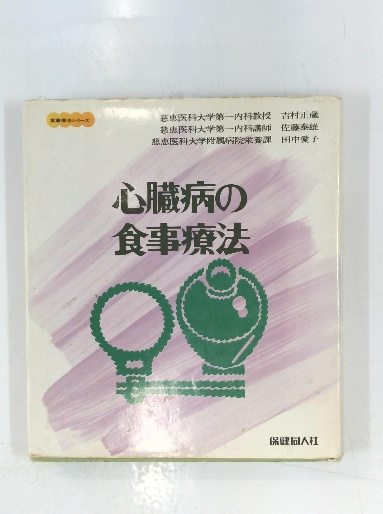 食事療法シリーズ
慈恵医科大学第一内科教授 吉村正蔵
慈恵医科大学第一内科講師 佐藤泰雄
慈恵医科大学附属病院栄養課 田中愛子
心臓病の
食事療法
保健同人社